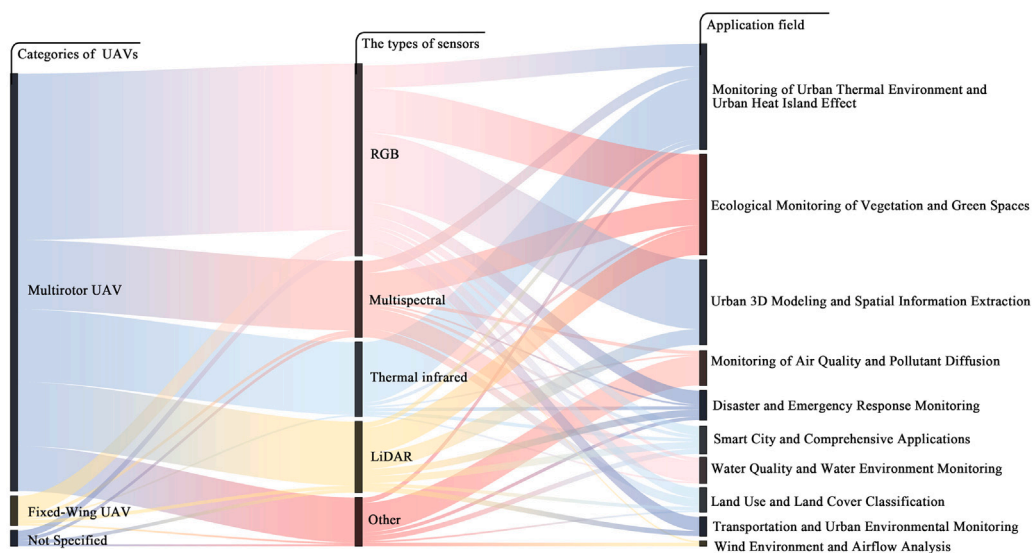 Categories of UAVs
Multirotor UAV
Fixed-Wing UAV
Not Specified
The types of sensors
RGB
Multispectral
Thermal infrared
LiDAR
Other
Application field
Monitoring of Urban Thermal Environment and
Urban Heat Island Effect
Ecological Monitoring of Vegetation and Green Spaces
Urban 3D Modeling and Spatial Information Extraction
Monitoring of Air Quality and Pollutant Diffusion
Disaster and Emergency Response Monitoring
Smart City and Comprehensive Applications
Water Quality and Water Environment Monitoring
Land Use and Land Cover Classification
Transportation and Urban Environmental Monitoring
Wind Environment and Airflow Analysis